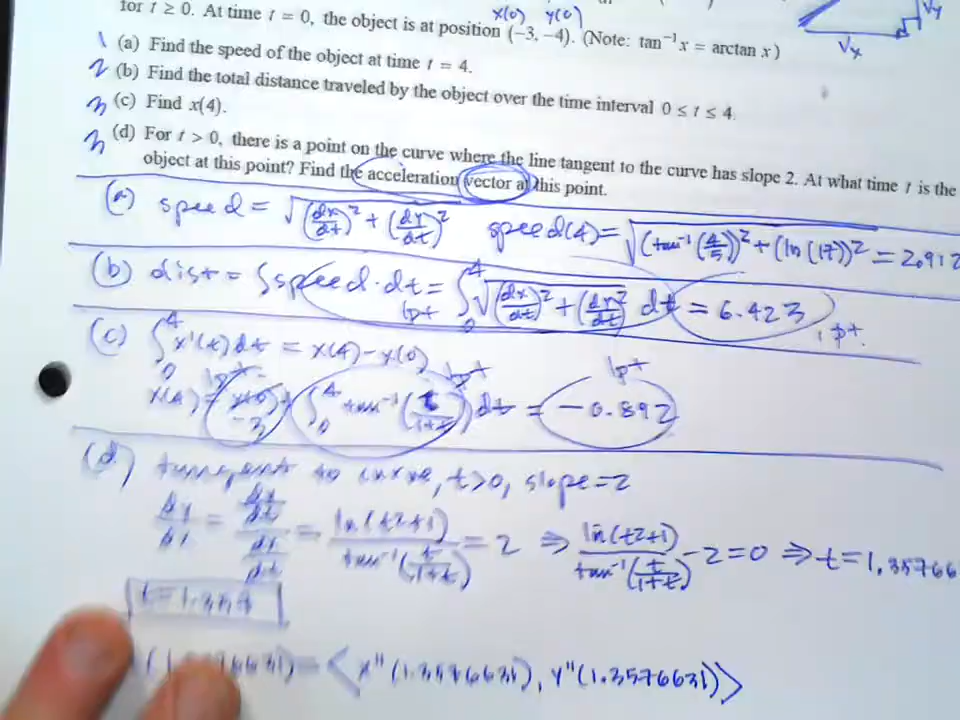 for t ≥ 0. At time t = 0, the object is at position (−3, −4). (Note: tan⁻¹x = arctan x)
x(0) y(0)
Vx
Vy
1 (a) Find the speed of the object at time t = 4.
2 (b) Find the total distance traveled by the object over the time interval 0 ≤ t ≤ 4.
3 (c) Find x(4).
3 (d) For t > 0, there is a point on the curve where the line tangent to the curve has slope 2. At what time t is the
object at this point? Find the acceleration vector at this point.
(a) speed = √((dx/dt)² + (dy/dt)²) speed(4) = √((tan⁻¹(4/5))² + (ln(17))²) = 2.912
(b) dist = ∫speed·dt = ∫₀⁴ √((dx/dt)² + (dy/dt)²) dt = 6.423
1pt 1pt.
(c) ∫₀⁴ x'(t)dt = x(4) − x(0)
1pt 1pt 1pt
x(4) = x(0) + ∫₀⁴ tan⁻¹(t/(1+t)) dt = −0.892
−3
(d) tangent to curve, t>0, slope=2
dy/dx = (dy/dt)/(dx/dt) = ln(t2+1)/tan⁻¹(t/(1+t)) = 2 ⇒ ln(t2+1)/tan⁻¹(t/(1+t)) − 2 = 0 ⇒ t = 1.35766
= <x''(1.3576631), y''(1.3576631)>